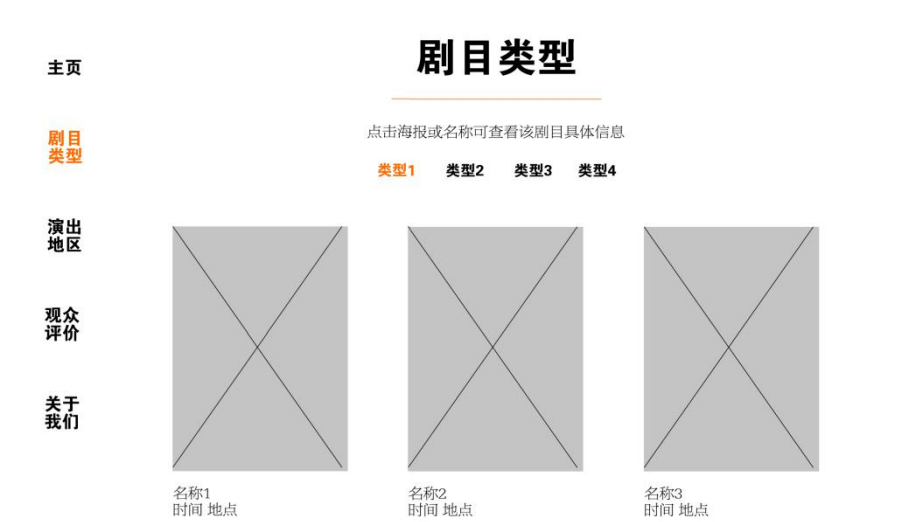 主页
剧目
类型
演出
地区
观众
评价
关于
我们
剧目类型
点击海报或名称可查看该剧目具体信息
类型1 类型2 类型3 类型4
名称1
时间 地点
名称2
时间 地点
名称3
时间 地点